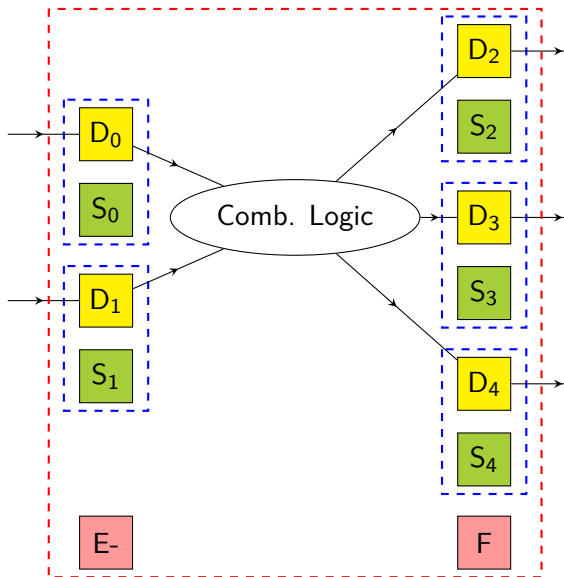 D₂
D₀
S₂
S₀
Comb. Logic
D₃
D₁
S₃
S₁
D₄
S₄
E-
F